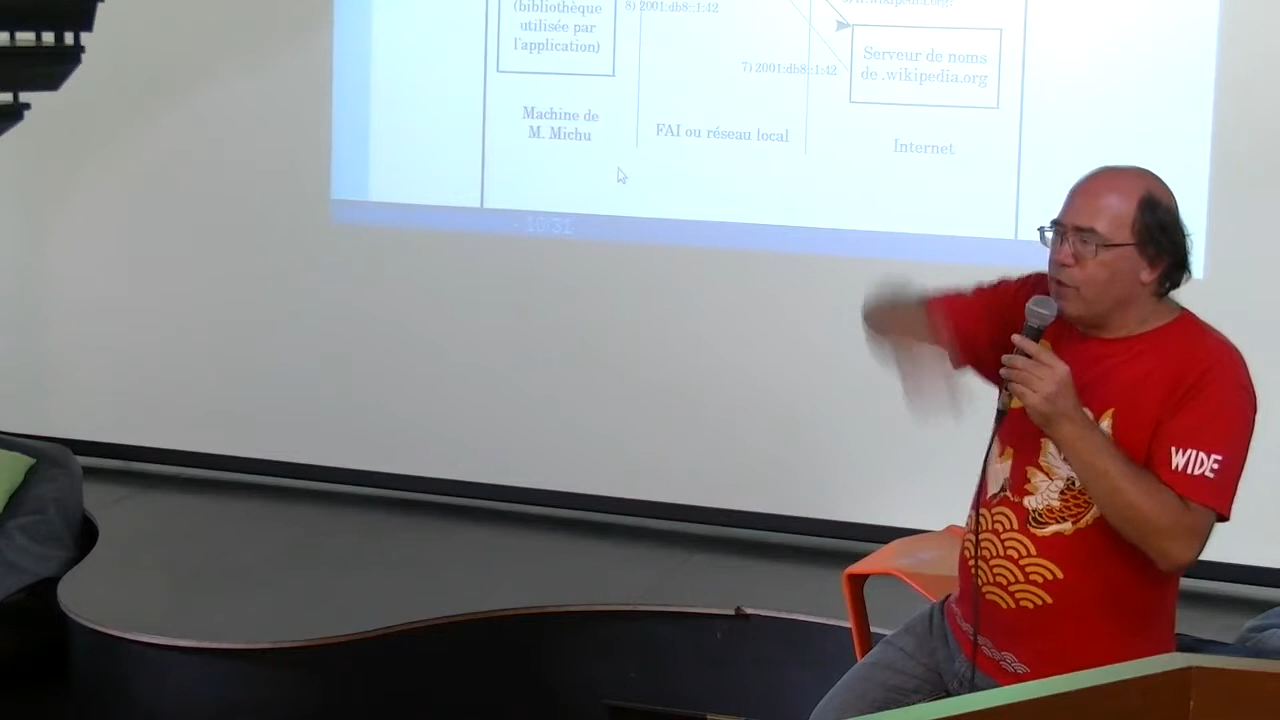 (bibliothèque
utilisée par
l'application)
8) 2001:db8::1:42
Serveur de noms
de .wikipedia.org
7) 2001:db8::1:42
Machine de
M. Michu
FAI ou réseau local
Internet
WIDE